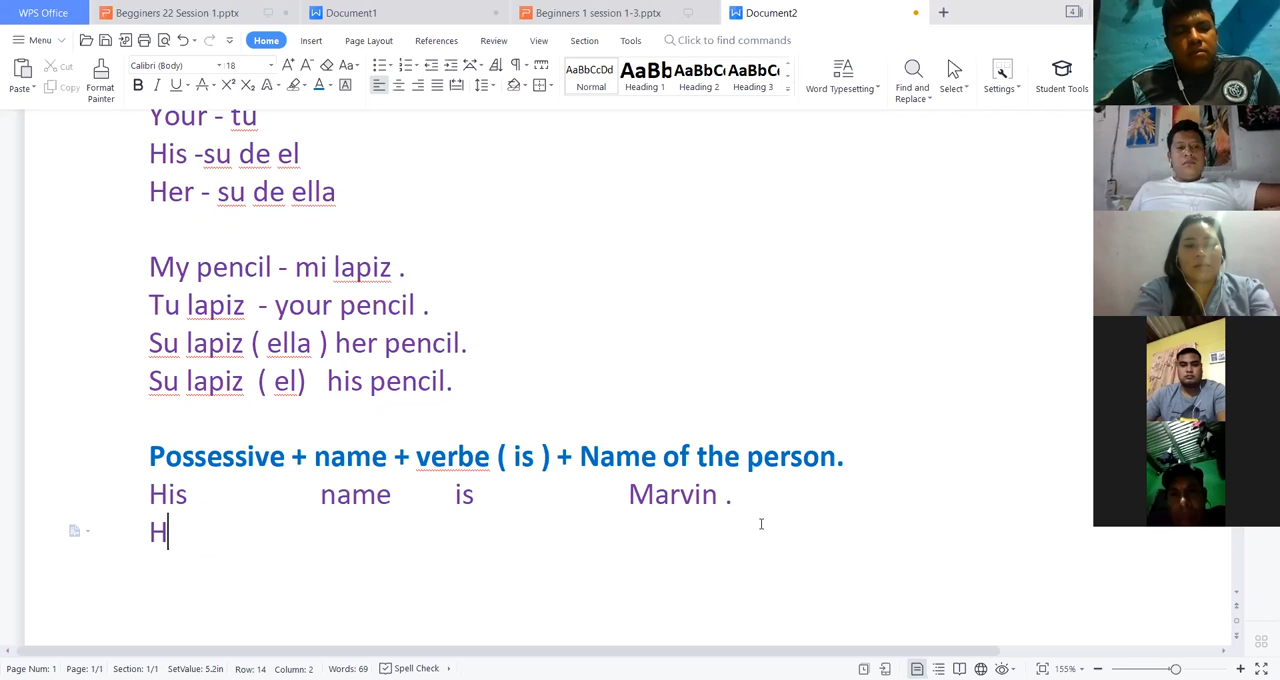 WPS Office Begginers 22 Session 1.pptx Document1 Beginners 1 session 1-3.pptx Document2 4
Menu Home Insert Page Layout References Review View Section Tools Click to find commands
Paste Cut Copy Format Painter Calibri (Body) 18 AaBbCcDd Normal AaBb Heading 1 AaBbC Heading 2 AaBbC Heading 3 Word Typesetting Find and Replace Select Settings Student Tools
Your - tu
His -su de el
Her - su de ella
My pencil - mi lapiz .
Tu lapiz - your pencil .
Su lapiz ( ella ) her pencil.
Su lapiz ( el) his pencil.
Possessive + name + verbe ( is ) + Name of the person.
His name is Marvin .
H
Page Num: 1 Page: 1/1 Section: 1/1 SetValue: 5.2in Row: 14 Column: 2 Words: 69 Spell Check 155%